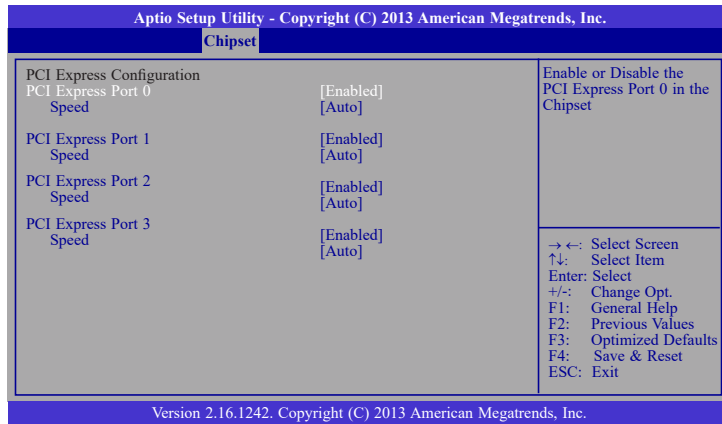 Aptio Setup Utility - Copyright (C) 2013 American Megatrends, Inc.
Chipset
PCI Express Configuration
PCI Express Port 0 [Enabled]
Speed [Auto]
PCI Express Port 1 [Enabled]
Speed [Auto]
PCI Express Port 2 [Enabled]
Speed [Auto]
PCI Express Port 3 [Enabled]
Speed [Auto]
Enable or Disable the
PCI Express Port 0 in the
Chipset
→ ←: Select Screen
↑↓: Select Item
Enter: Select
+/-: Change Opt.
F1: General Help
F2: Previous Values
F3: Optimized Defaults
F4: Save & Reset
ESC: Exit
Version 2.16.1242. Copyright (C) 2013 American Megatrends, Inc.